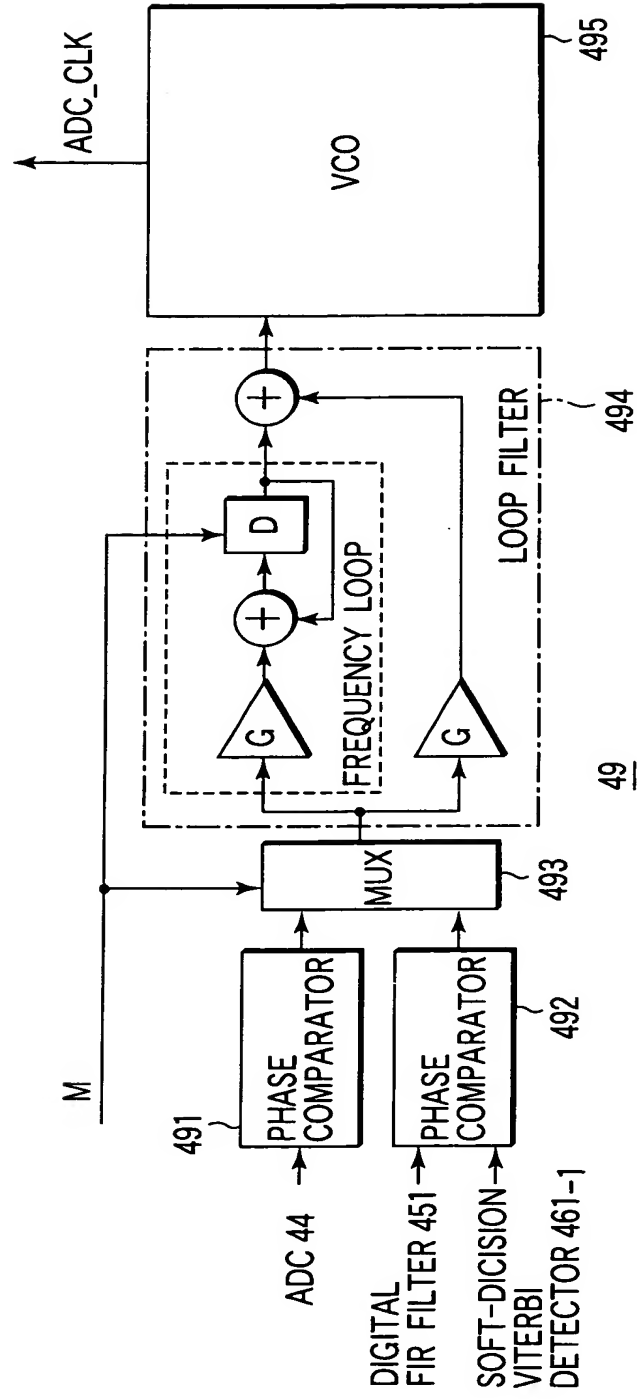 M
ADC_CLK
491
PHASE
COMPARATOR
ADC 44
DIGITAL
FIR FILTER 451
SOFT-DICISION
VITERBI
DETECTOR 461-1
PHASE
COMPARATOR
492
MUX
493
G
+
D
FREQUENCY LOOP
G
+
LOOP FILTER
494
VCO
495
49